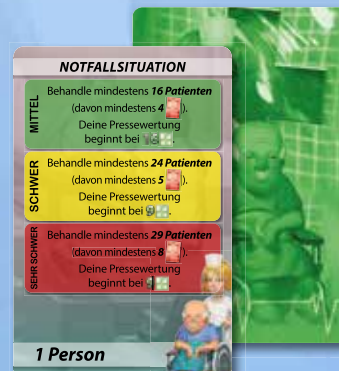 NOTFALLSITUATION
MITTEL
Behandle mindestens 16 Patienten
(davon mindestens 4 ).
Deine Pressewertung
beginnt bei
SCHWER
Behandle mindestens 24 Patienten
(davon mindestens 5 ).
Deine Pressewertung
beginnt bei 9
SEHR SCHWER
Behandle mindestens 29 Patienten
(davon mindestens 8 ).
Deine Pressewertung
beginnt bei
1 Person